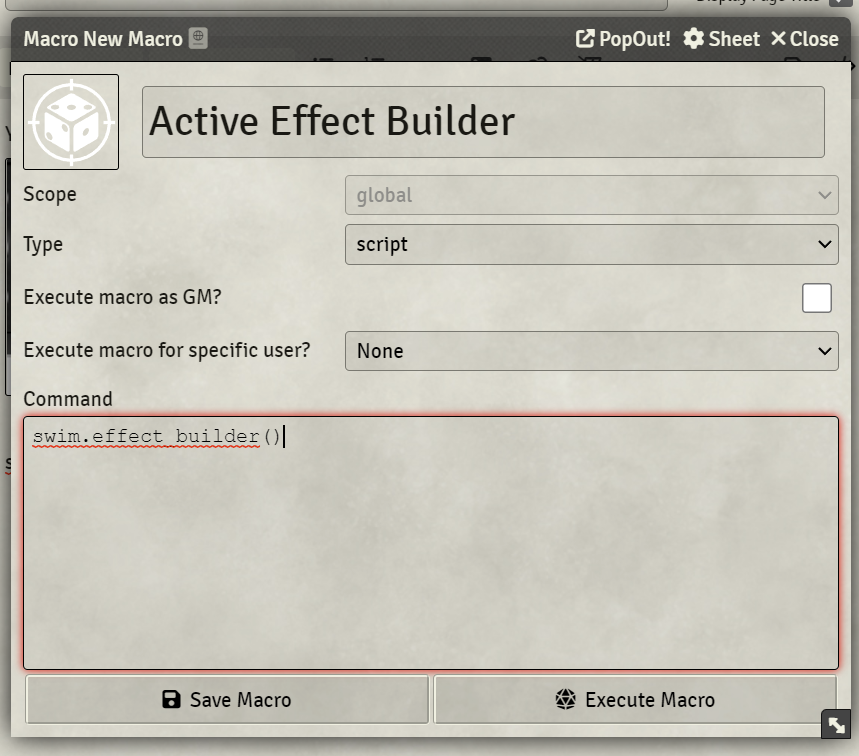 Macro New Macro PopOut! Sheet Close
Active Effect Builder
Scope global
Type script
Execute macro as GM?
Execute macro for specific user? None
Command
swim.effect_builder()
Save Macro Execute Macro